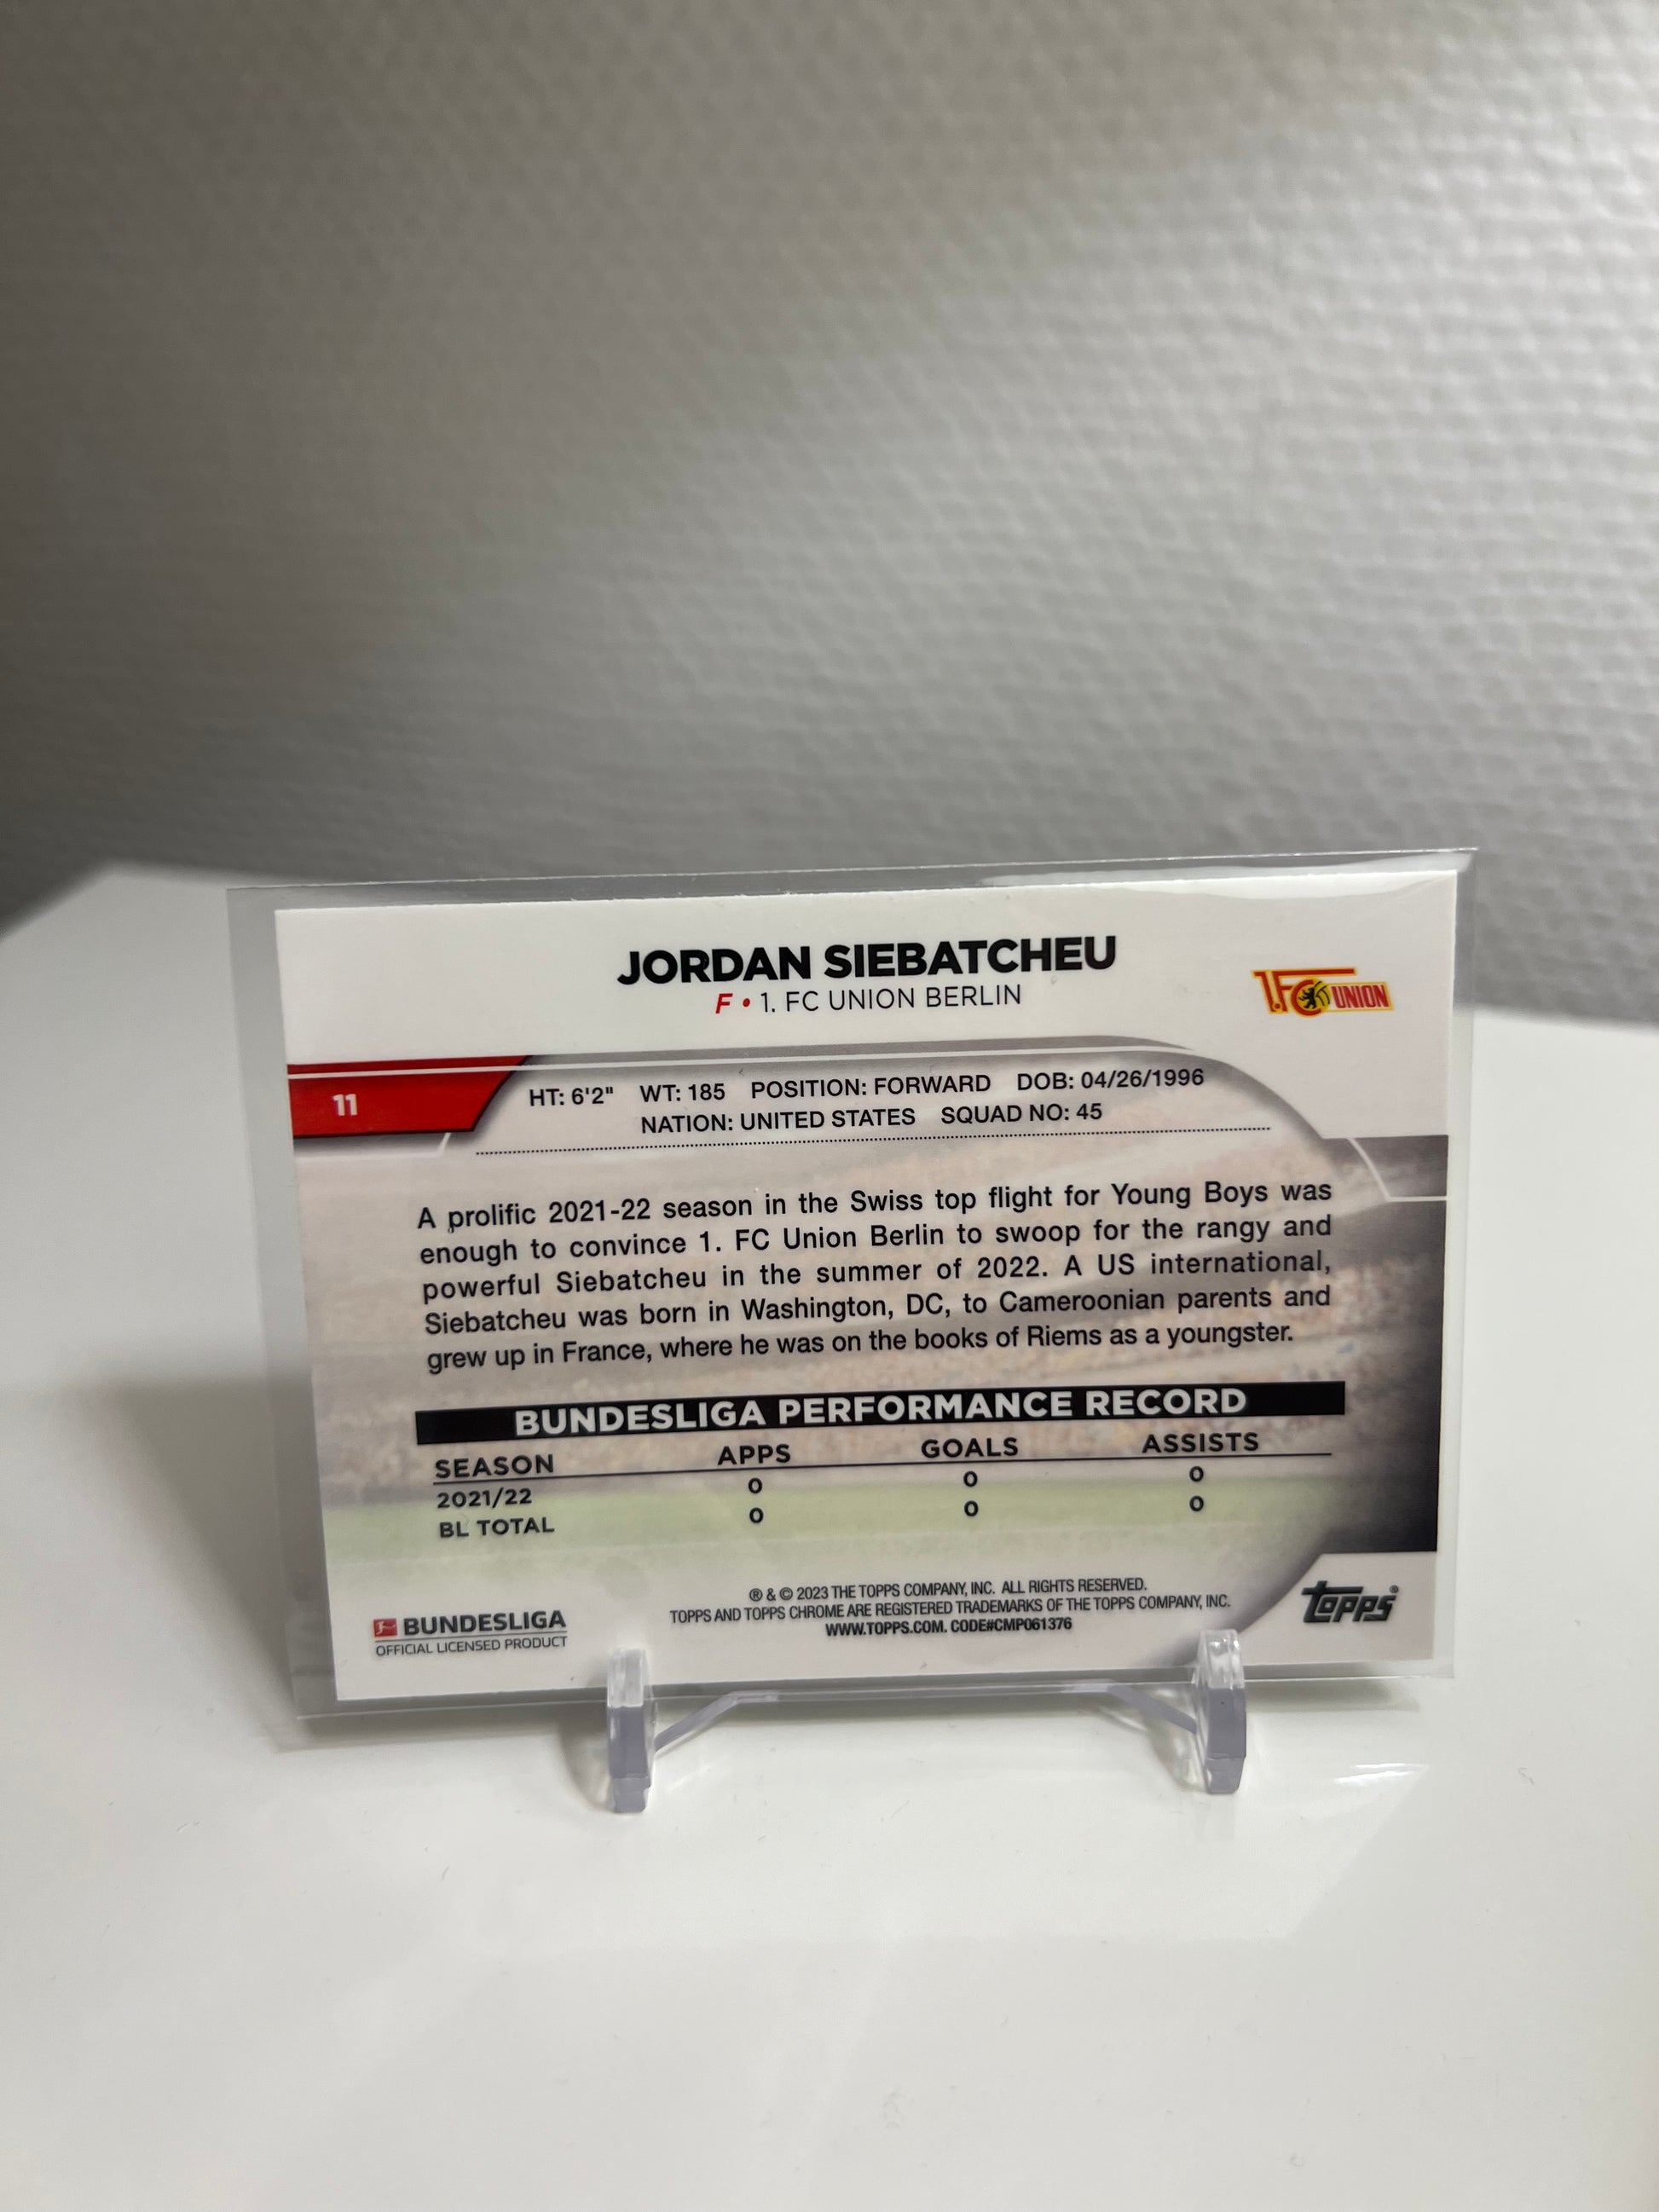 JORDAN SIEBATCHEU
F • 1. FC UNION BERLIN
1.FC UNION
11
HT: 6'2" WT: 185 POSITION: FORWARD DOB: 04/26/1996
NATION: UNITED STATES SQUAD NO: 45
A prolific 2021-22 season in the Swiss top flight for Young Boys was
enough to convince 1. FC Union Berlin to swoop for the rangy and
powerful Siebatcheu in the summer of 2022. A US international,
Siebatcheu was born in Washington, DC, to Cameroonian parents and
grew up in France, where he was on the books of Riems as a youngster.
BUNDESLIGA PERFORMANCE RECORD
SEASON APPS GOALS ASSISTS
2021/22 0 0 0
BL TOTAL 0 0 0
® & © 2023 THE TOPPS COMPANY, INC. ALL RIGHTS RESERVED.
TOPPS AND TOPPS CHROME ARE REGISTERED TRADEMARKS OF THE TOPPS COMPANY, INC.
WWW.TOPPS.COM. CODE#CMP061376
BUNDESLIGA
OFFICIAL LICENSED PRODUCT
topps®